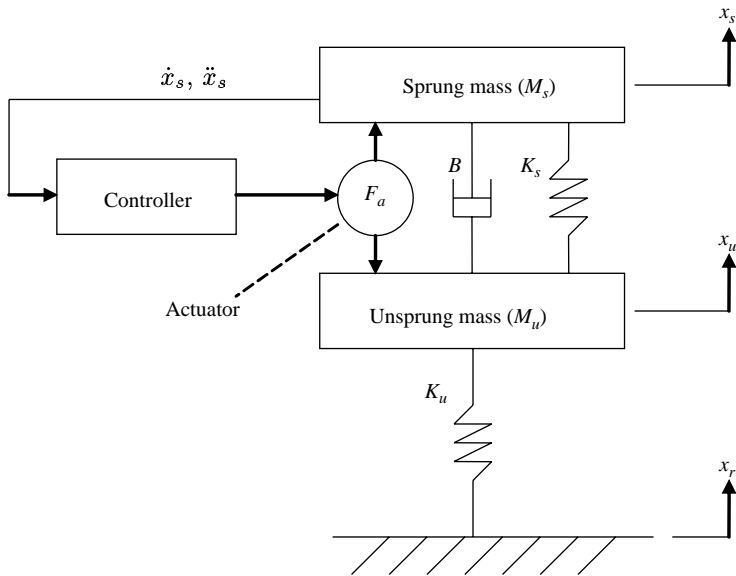 x_s
ẋ_s, ẍ_s
Sprung mass (M_s)
B
K_s
Controller
F_a
x_u
Actuator
Unsprung mass (M_u)
K_u
x_r